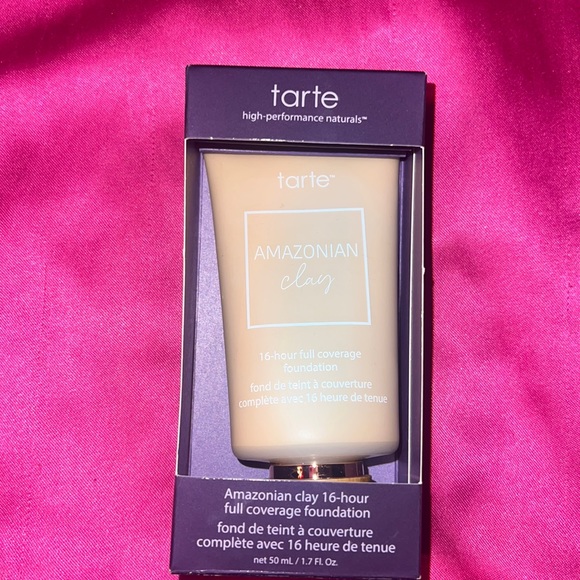 tarte
high-performance naturals™
tarte™
AMAZONIAN
clay
16-hour full coverage
foundation
fond de teint à couverture
complète avec 16 heure de tenue
Amazonian clay 16-hour
full coverage foundation
fond de teint à couverture
complète avec 16 heure de tenue
net 50 mL / 1.7 Fl. Oz.